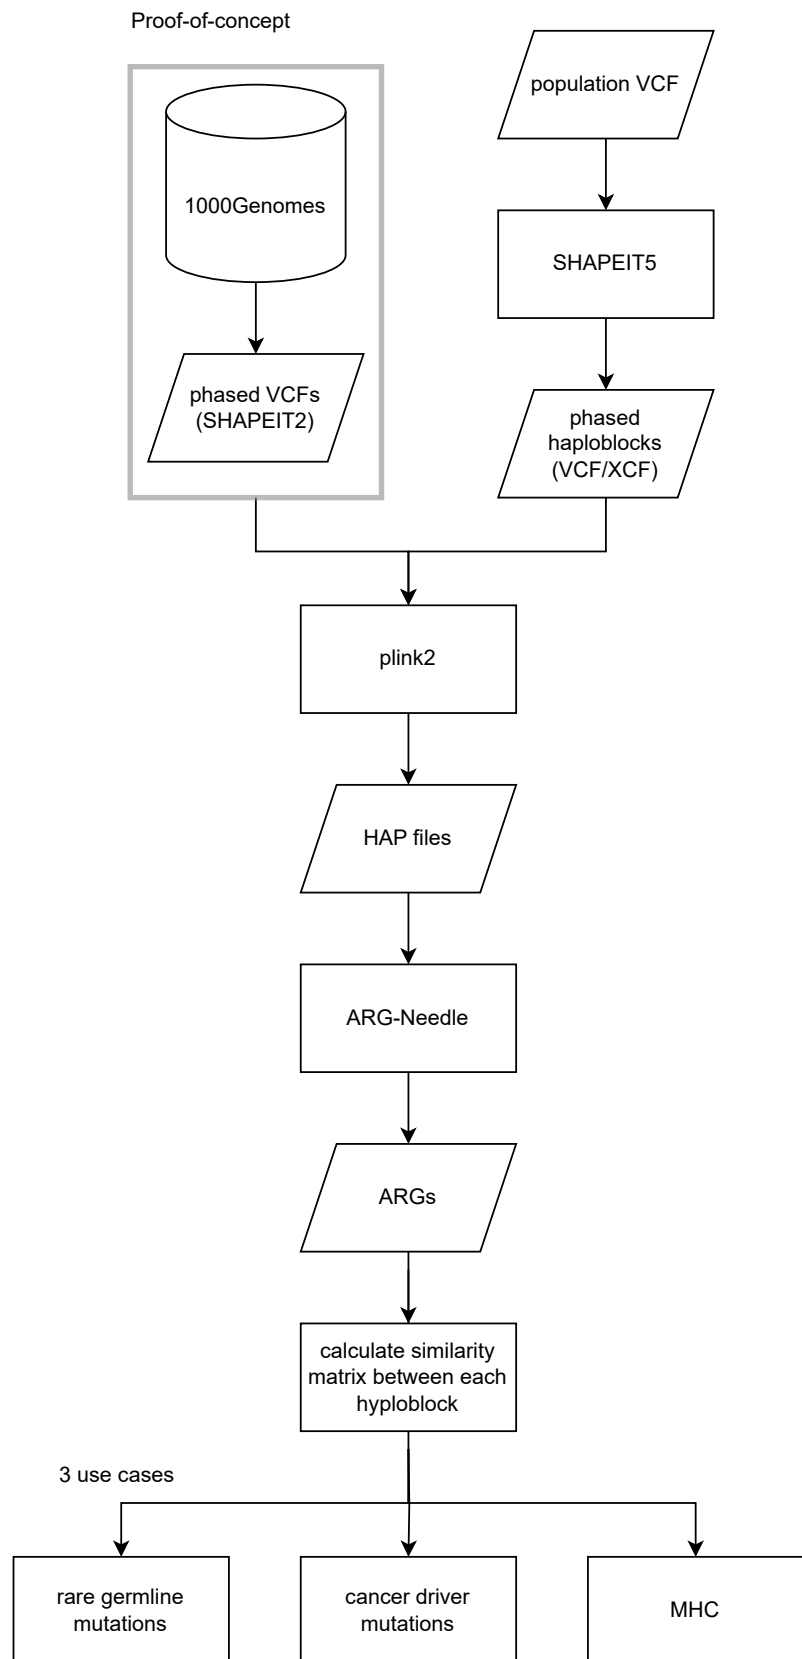 Proof-of-concept
population VCF
1000Genomes
SHAPEIT5
phased VCFs
(SHAPEIT2)
phased
haploblocks
(VCF/XCF)
plink2
HAP files
ARG-Needle
ARGs
calculate similarity
matrix between each
hyploblock
3 use cases
rare germline
mutations
cancer driver
mutations
MHC